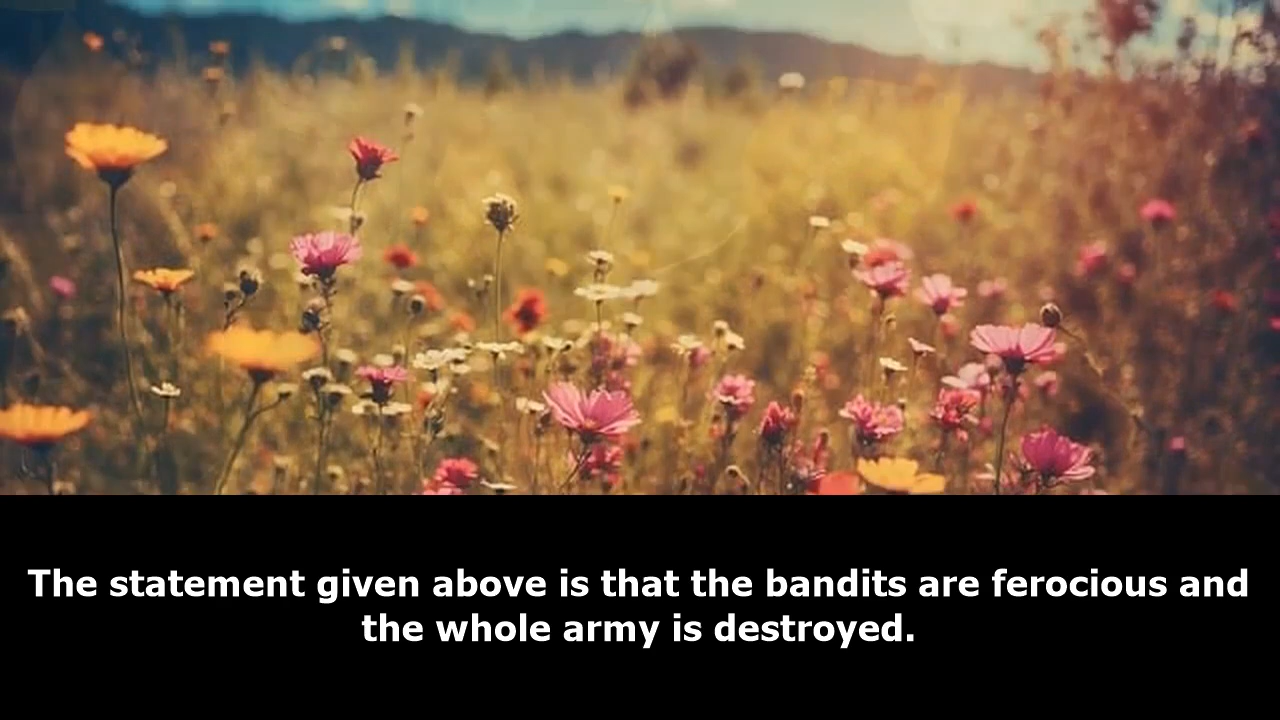 The statement given above is that the bandits are ferocious and
the whole army is destroyed.